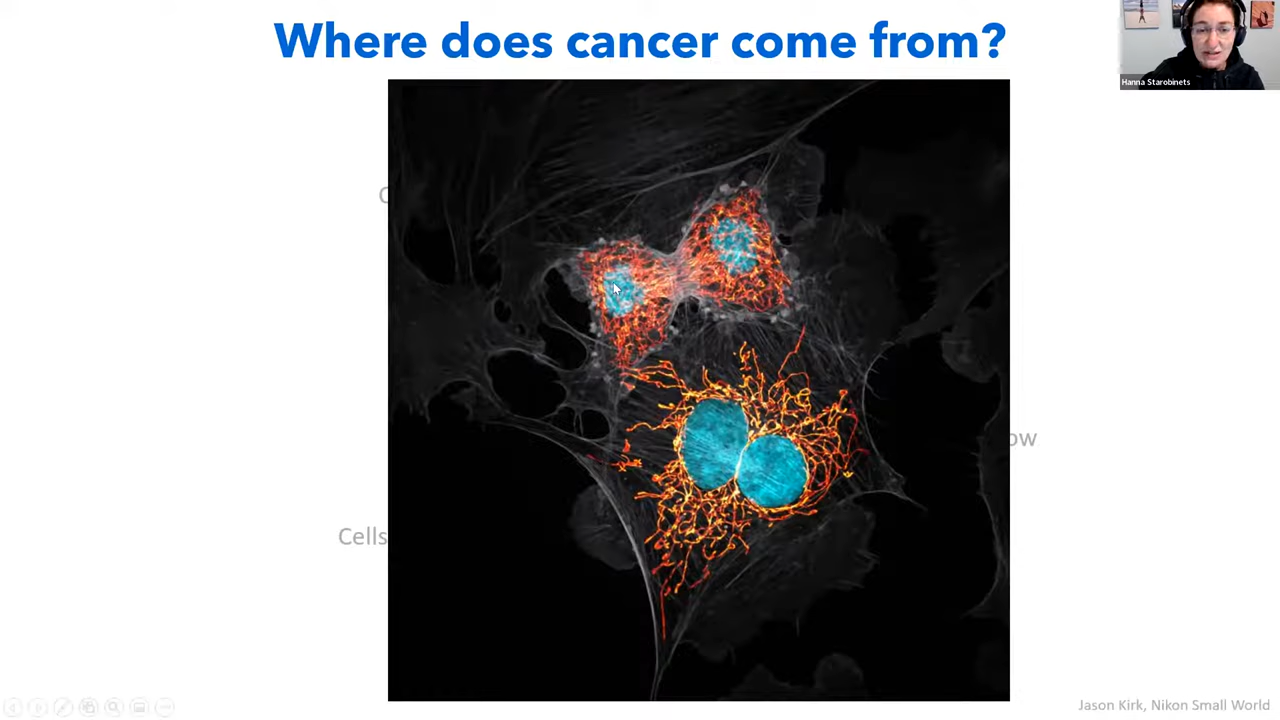 Where does cancer come from?
Hanna Starobinets
Cells
Jason Kirk, Nikon Small World